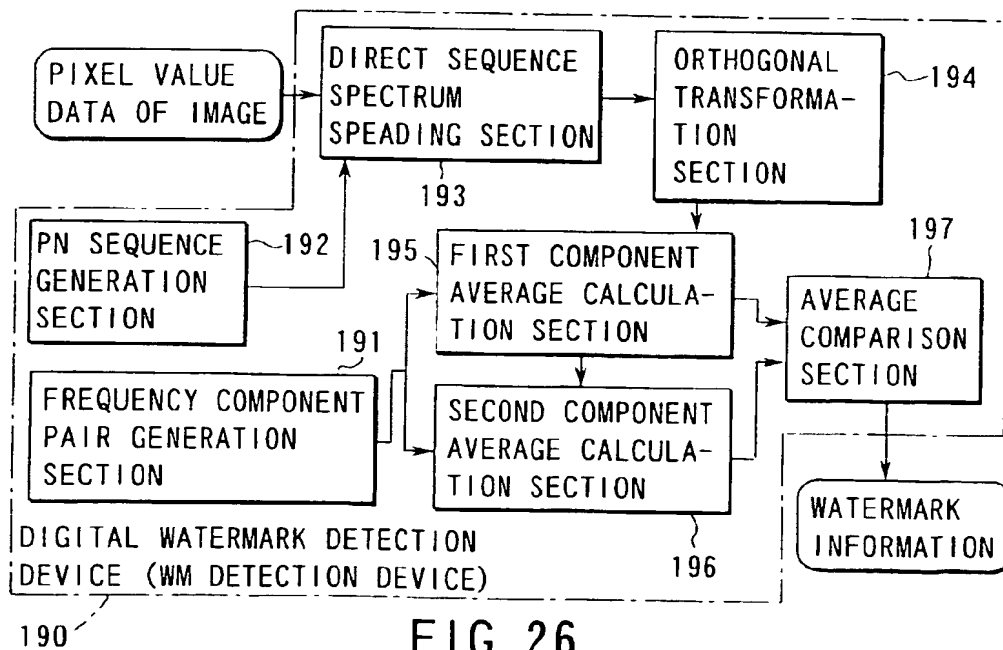 PIXEL VALUE
DATA OF IMAGE
DIRECT SEQUENCE
SPECTRUM
SPEADING SECTION
193
ORTHOGONAL
TRANSFORMA-
TION
SECTION
194
PN SEQUENCE
GENERATION
SECTION
192
195
FIRST COMPONENT
AVERAGE CALCULA-
TION SECTION
197
AVERAGE
COMPARISON
SECTION
191
FREQUENCY COMPONENT
PAIR GENERATION
SECTION
SECOND COMPONENT
AVERAGE CALCULA-
TION SECTION
196
WATERMARK
INFORMATION
DIGITAL WATERMARK DETECTION
DEVICE (WM DETECTION DEVICE)
190
FIG. 26